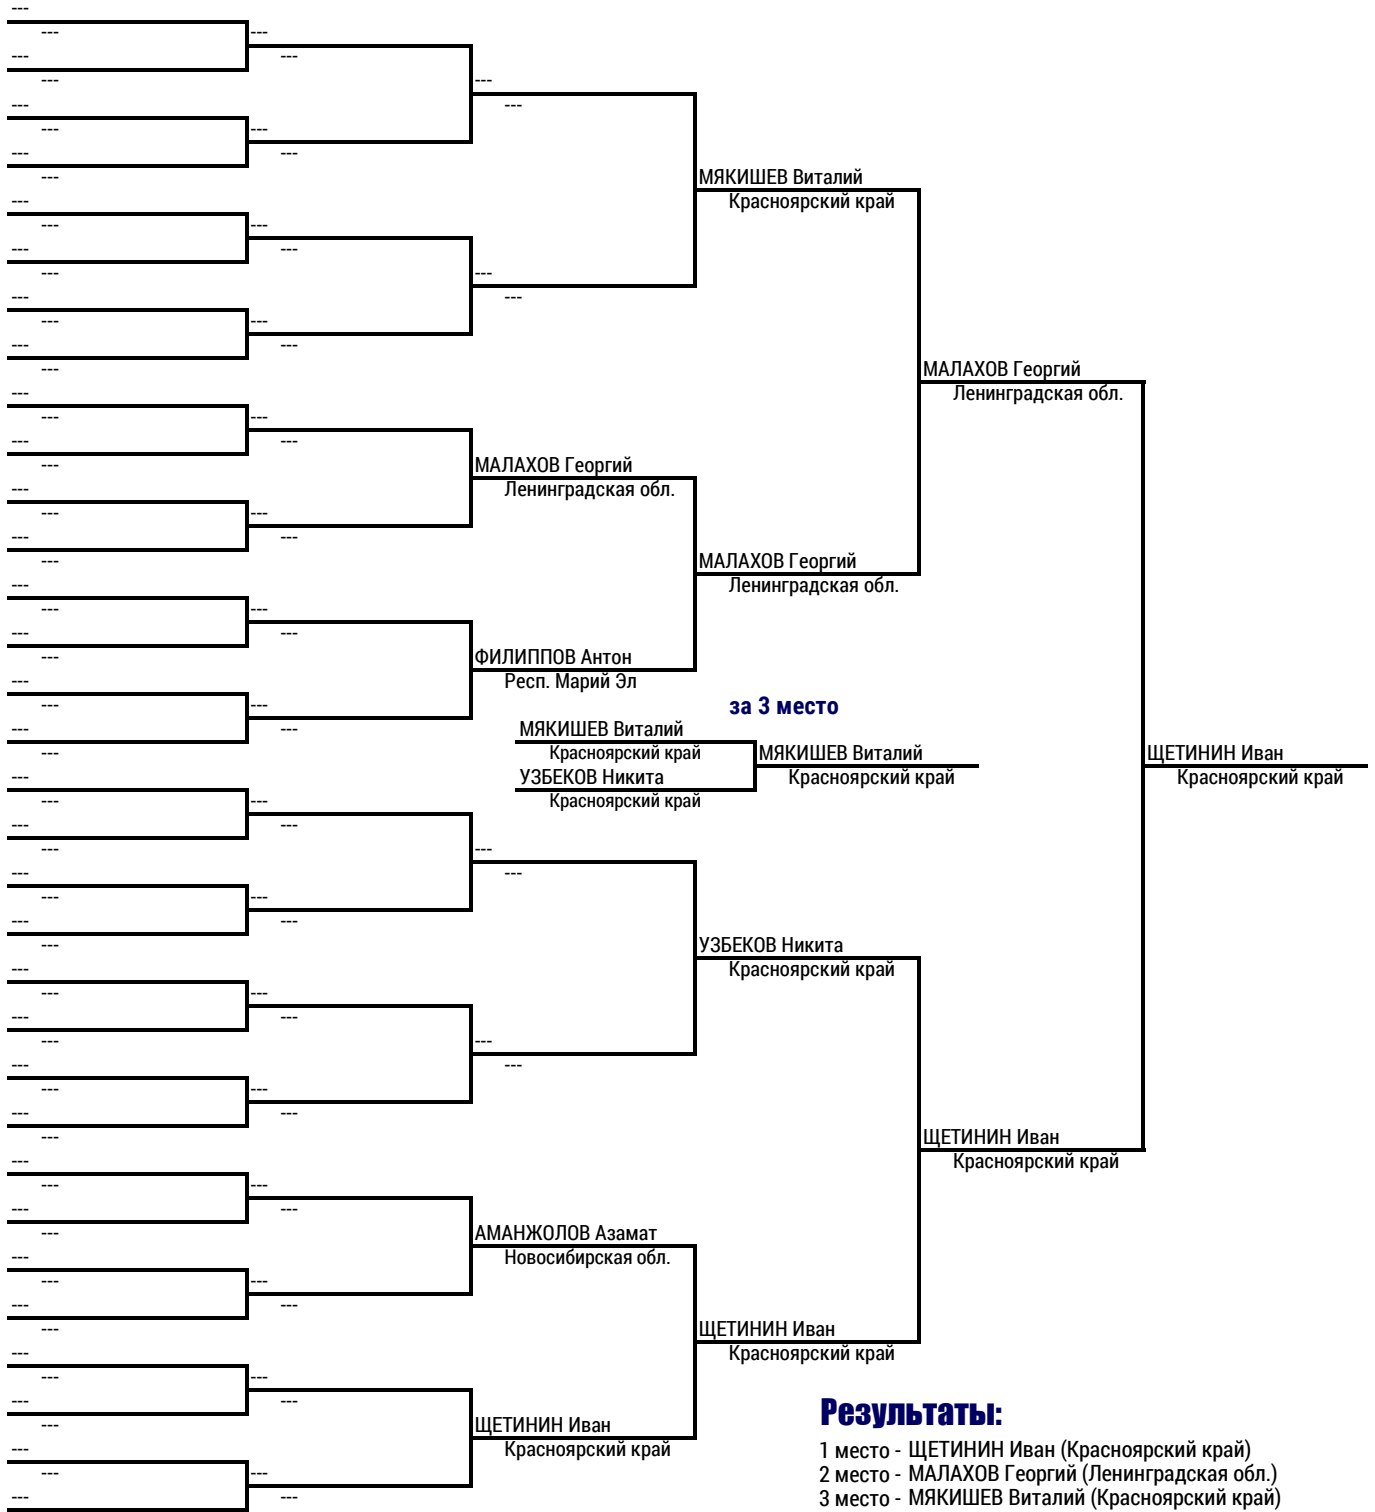 ---
--- ---
--- ---
--- ---
--- ---
--- ---
--- ---
--- МЯКИШЕВ Виталий
--- Красноярский край
--- ---
--- ---
--- ---
--- ---
--- ---
--- ---
--- МАЛАХОВ Георгий
--- Ленинградская обл.
--- ---
--- ---
--- МАЛАХОВ Георгий
--- Ленинградская обл.
--- ---
--- ---
--- МАЛАХОВ Георгий
--- Ленинградская обл.
--- ---
--- ---
--- ФИЛИППОВ Антон
--- Респ. Марий Эл
--- --- за 3 место
--- --- МЯКИШЕВ Виталий
--- Красноярский край МЯКИШЕВ Виталий ЩЕТИНИН Иван
--- УЗБЕКОВ Никита Красноярский край Красноярский край
--- --- Красноярский край
--- ---
--- ---
--- ---
--- ---
--- ---
--- УЗБЕКОВ Никита
--- Красноярский край
--- ---
--- ---
--- ---
--- ---
--- ---
--- ---
--- ЩЕТИНИН Иван
--- Красноярский край
--- ---
--- ---
--- АМАНЖОЛОВ Азамат
--- Новосибирская обл.
--- ---
--- ---
--- ЩЕТИНИН Иван
--- Красноярский край
--- ---
--- ---
Результаты:
--- ЩЕТИНИН Иван
--- Красноярский край 1 место - ЩЕТИНИН Иван (Красноярский край)
--- --- 2 место - МАЛАХОВ Георгий (Ленинградская обл.)
--- --- 3 место - МЯКИШЕВ Виталий (Красноярский край)